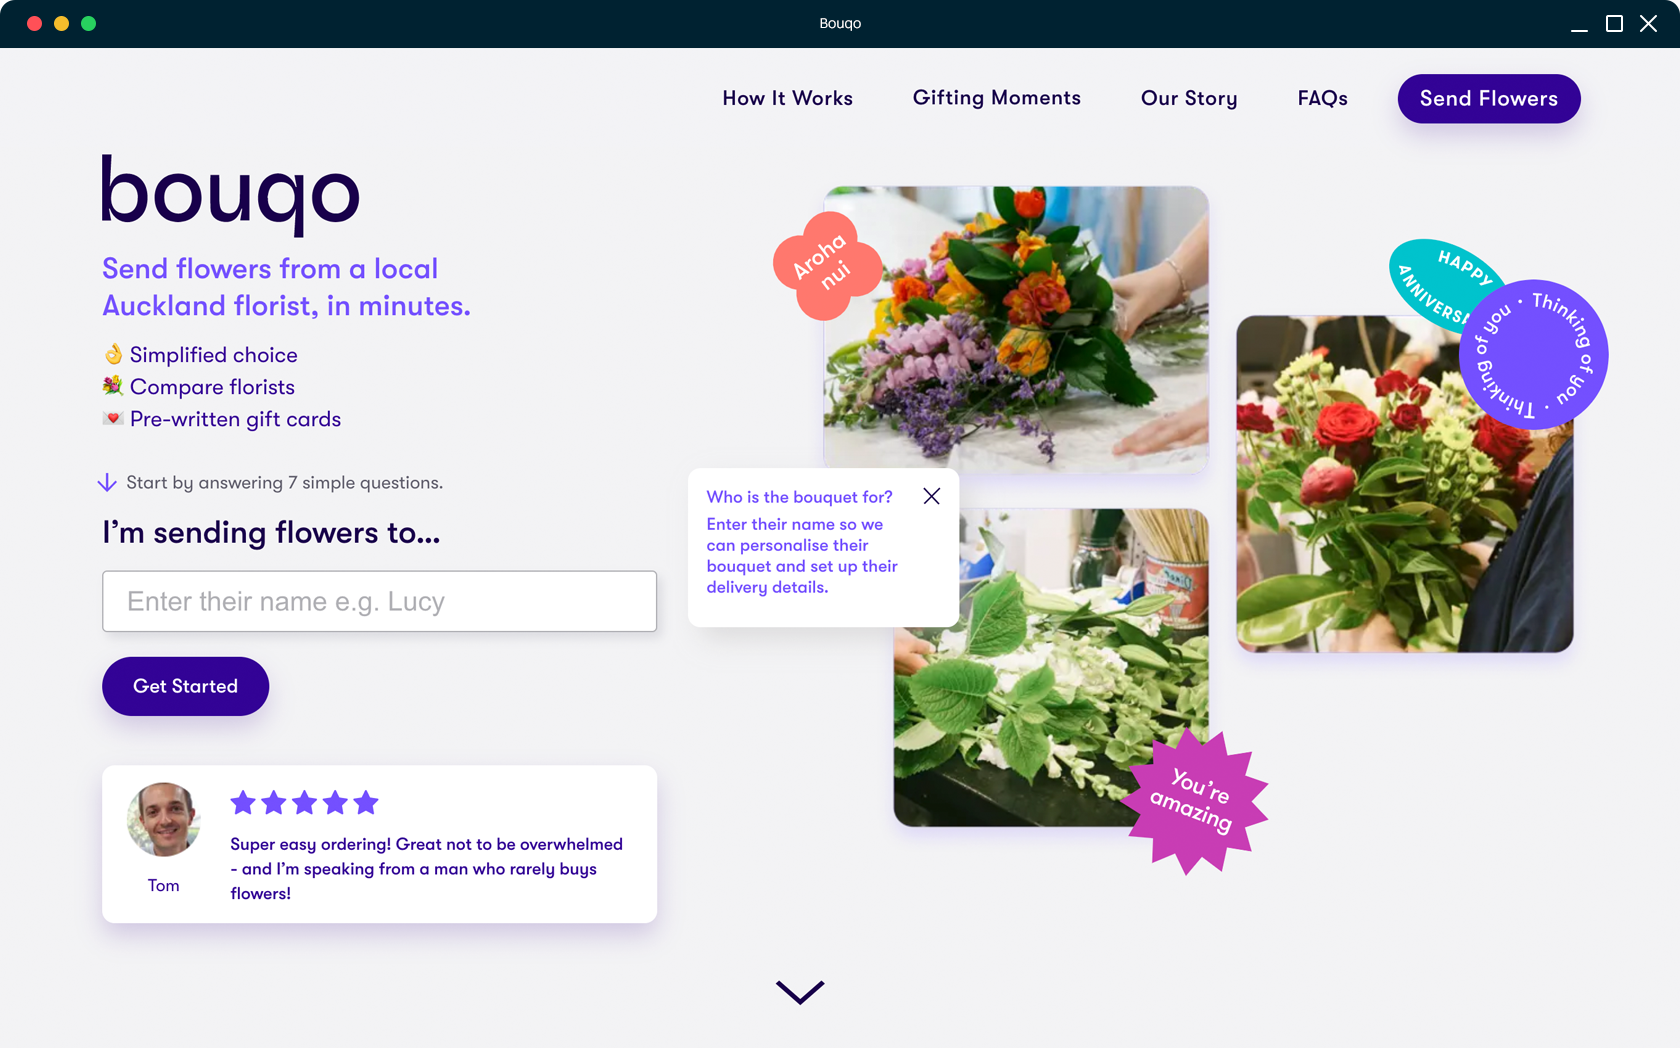 Bouqo
How It Works
Gifting Moments
Our Story
FAQs
Send Flowers
bouqo
Send flowers from a local
Auckland florist, in minutes.
Simplified choice
Compare florists
Pre-written gift cards
Start by answering 7 simple questions.
I'm sending flowers to...
Enter their name e.g. Lucy
Get Started
Tom
Super easy ordering! Great not to be overwhelmed
- and I'm speaking from a man who rarely buys
flowers!
Aroha
nui
Who is the bouquet for?
Enter their name so we
can personalise their
bouquet and set up their
delivery details.
HAPPY
Thinking of you · Thinking of you ·
You're
amazing